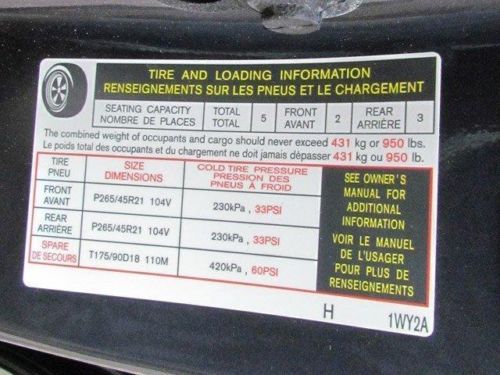 TIRE AND LOADING INFORMATION
RENSEIGNEMENTS SUR LES PNEUS ET LE CHARGEMENT
SEATING CAPACITY TOTAL 5 FRONT 2 REAR 3
NOMBRE DE PLACES TOTAL AVANT ARRIÈRE
The combined weight of occupants and cargo should never exceed 431 kg or 950 lbs.
Le poids total des occupants et du chargement ne doit jamais dépasser 431 kg ou 950 lb.
TIRE SIZE COLD TIRE PRESSURE
PNEU DIMENSIONS PRESSION DES
PNEUS À FROID
FRONT P265/45R21 104V 230kPa , 33PSI
AVANT
REAR P265/45R21 104V 230kPa , 33PSI
ARRIÈRE
SPARE T175/90D18 110M 420kPa , 60PSI
DE SECOURS
SEE OWNER'S
MANUAL FOR
ADDITIONAL
INFORMATION
VOIR LE MANUEL
DE L'USAGER
POUR PLUS DE
RENSEIGNEMENTS
H 1WY2A